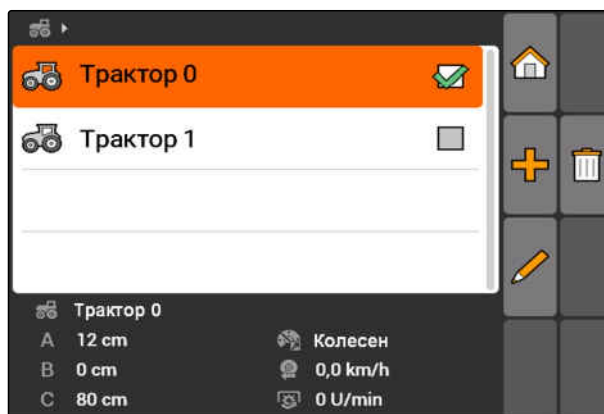 Трактор 0
Трактор 1
Трактор 0
A 12 cm
Колесен
B 0 cm
0,0 km/h
C 80 cm
0 U/min